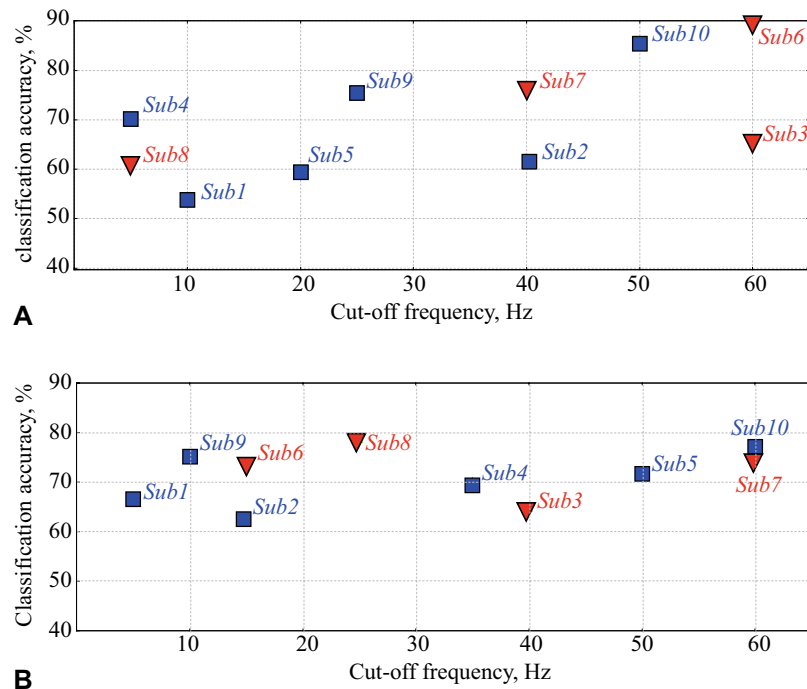 90
80
70
60
50
40
classification accuracy, %
Sub10
Sub6
Sub9
Sub7
Sub4
Sub3
Sub8
Sub5
Sub2
Sub1
10 20 30 40 50 60
Cut-off frequency, Hz
A
90
80
70
60
50
40
Classification accuracy, %
Sub10
Sub9
Sub6
Sub8
Sub1
Sub2
Sub4
Sub3
Sub5
Sub7
10 20 30 40 50 60
Cut-off frequency, Hz
B